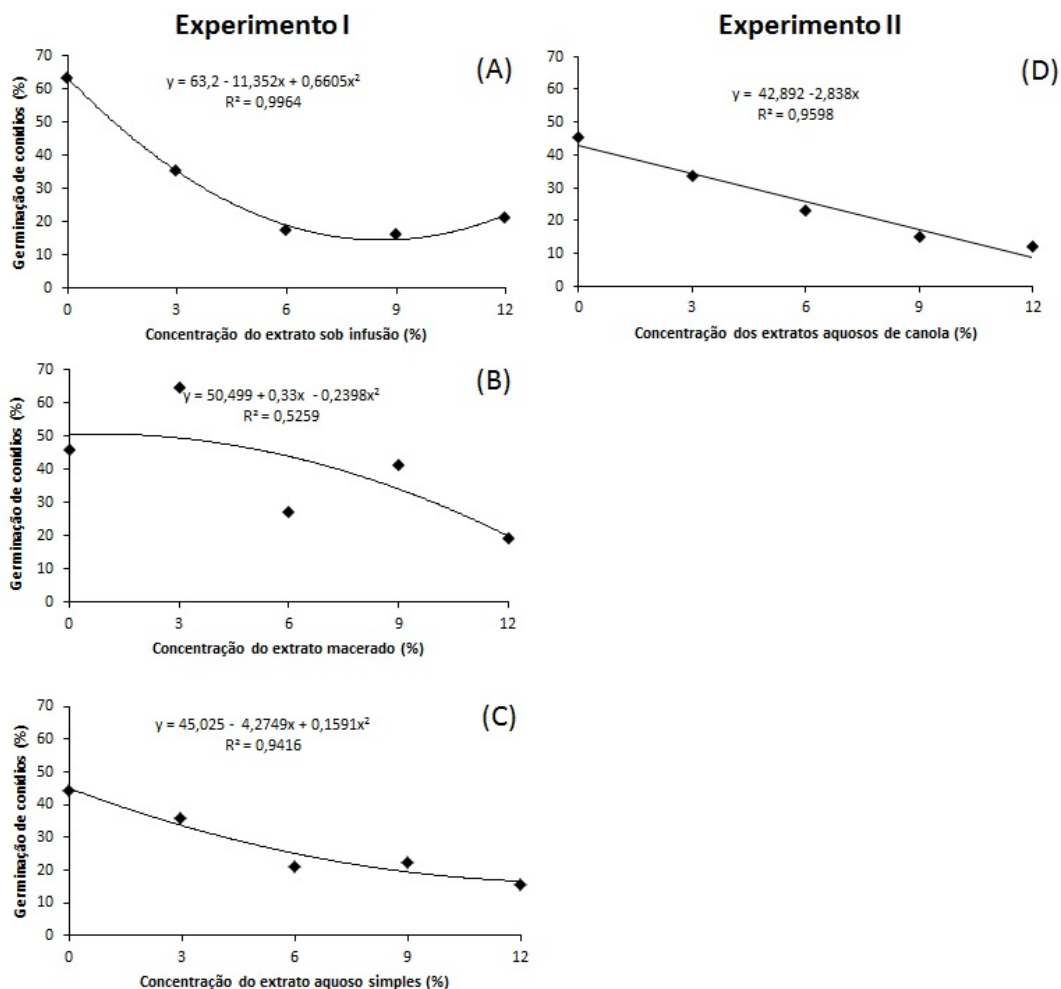 Experimento I
Experimento II
(A)
y = 63,2 - 11,352x + 0,6605x²
R² = 0,9964
Germinação de conídios (%)
70
60
50
40
30
20
10
0
0 3 6 9 12
Concentração do extrato sob infusão (%)
(D)
y = 42,892 -2,838x
R² = 0,9598
Germinação de conídios (%)
70
60
50
40
30
20
10
0
0 3 6 9 12
Concentração dos extratos aquosos de canola (%)
(B)
y = 50,499 + 0,33x - 0,2398x²
R² = 0,5259
Germinação de conídios (%)
70
60
50
40
30
20
10
0
0 3 6 9 12
Concentração do extrato macerado (%)
(C)
y = 45,025 - 4,2749x + 0,1591x²
R² = 0,9416
Germinação de conídios (%)
70
60
50
40
30
20
10
0
0 3 6 9 12
Concentração do extrato aquoso simples (%)